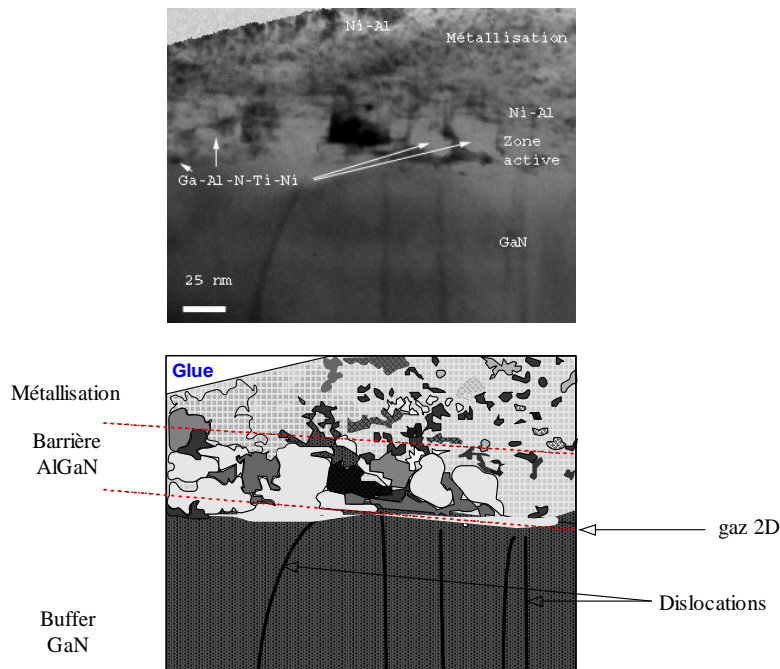 Ni-Al
Métallisation
Ni-Al
Zone
active
Ga-Al-N-Ti-Ni
GaN
25 nm
Glue
Métallisation
Barrière
AlGaN
gaz 2D
Dislocations
Buffer
GaN